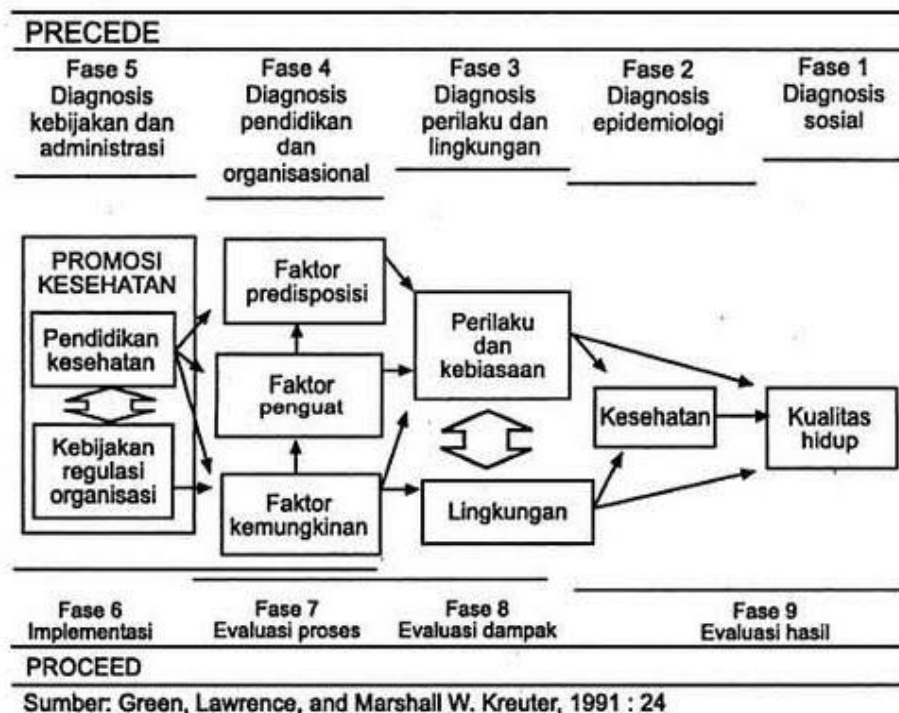 PRECEDE
Fase 5
Diagnosis
kebijakan dan
administrasi
Fase 4
Diagnosis
pendidikan
dan
organisasional
Fase 3
Diagnosis
perilaku dan
lingkungan
Fase 2
Diagnosis
epidemiologi
Fase 1
Diagnosis
sosial
PROMOSI
KESEHATAN
Pendidikan
kesehatan
Kebijakan
regulasi
organisasi
Faktor
predisposisi
Faktor
penguat
Faktor
kemungkinan
Perilaku
dan
kebiasaan
Lingkungan
Kesehatan
Kualitas
hidup
Fase 6
Implementasi
Fase 7
Evaluasi proses
Fase 8
Evaluasi dampak
Fase 9
Evaluasi hasil
PROCEED
Sumber: Green, Lawrence, and Marshall W. Kreuter, 1991 : 24